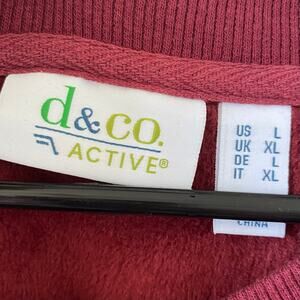 d&co.
ACTIVE®
US L
UK XL
DE L
IT XL
CHINA